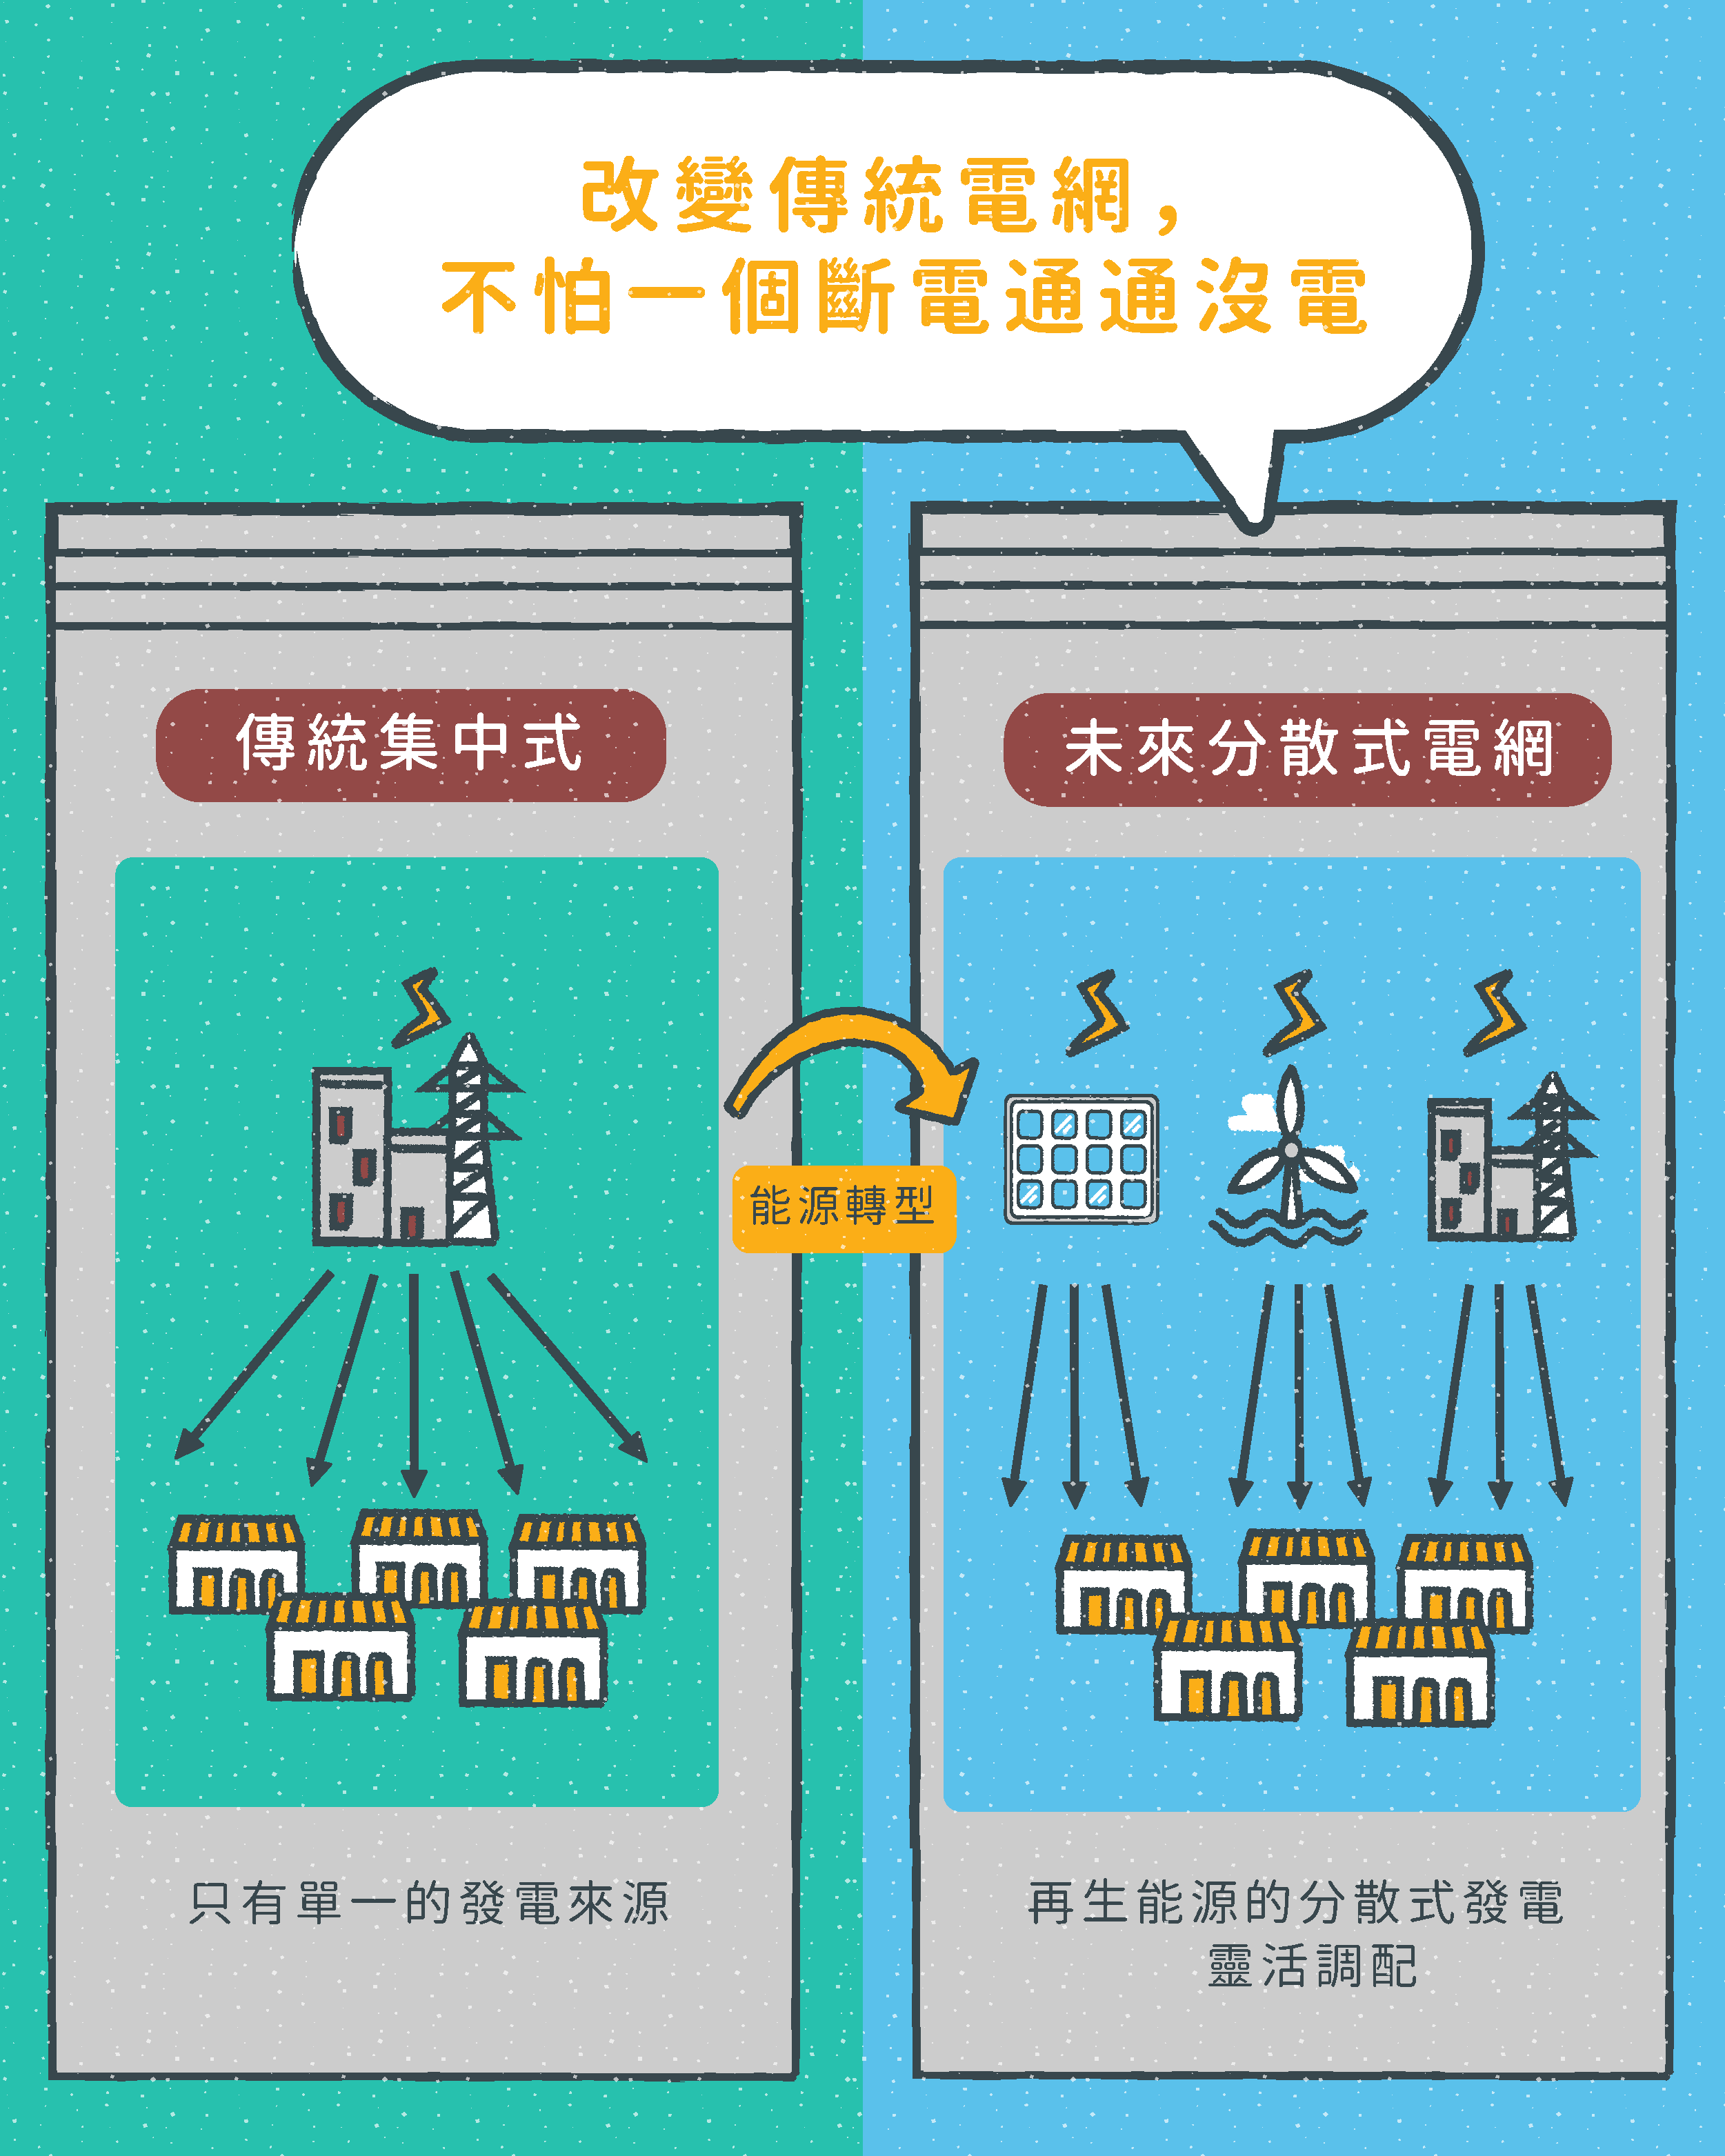 改變傳統電網，
不怕一個斷電通通沒電
傳統集中式
未來分散式電網
能源轉型
只有單一的發電來源
再生能源的分散式發電
靈活調配